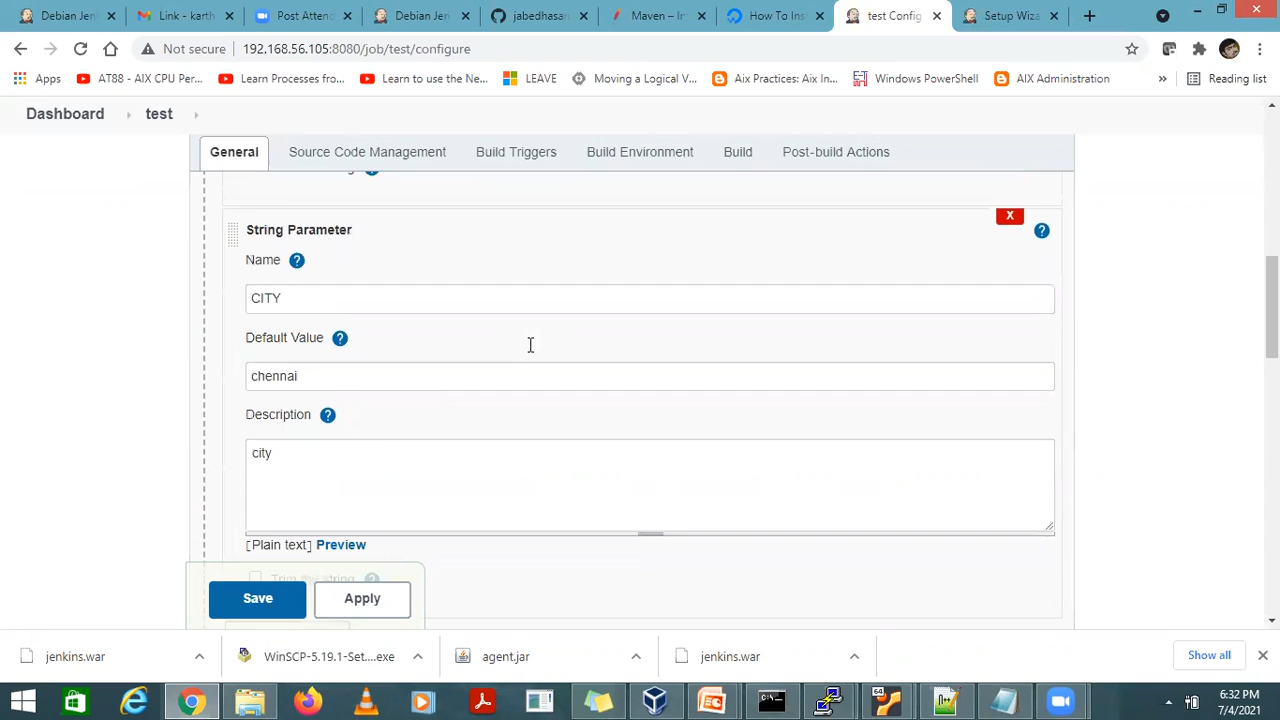 Debian Jenk
Link - karth
Post Attend
Debian Jenk
jabedhasan
Maven – In
How To Inst
test Config
Setup Wiza
Not secure
192.168.56.105:8080/job/test/configure
Apps
AT88 - AIX CPU Per...
Learn Processes fro...
Learn to use the Ne...
LEAVE
Moving a Logical V...
Aix Practices: Aix In...
Windows PowerShell
AIX Administration
»
Reading list
Dashboard
test
General
Source Code Management
Build Triggers
Build Environment
Build
Post-build Actions
String Parameter
X
?
Name ?
CITY
Default Value ?
chennai
Description ?
city
[Plain text] Preview
Trim the string ?
Save
Apply
jenkins.war
WinSCP-5.19.1-Set....exe
agent.jar
jenkins.war
Show all
64
6:32 PM
7/4/2021